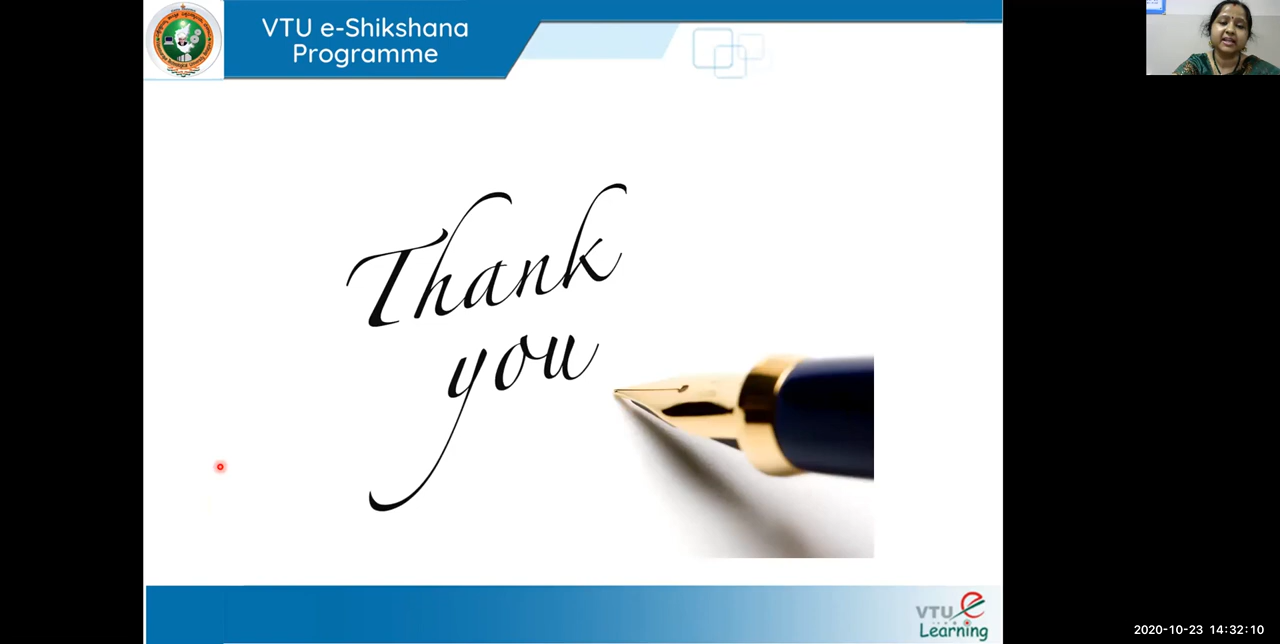 VTU e-Shikshana
Programme
Thank
you
VTU e
Learning
2020-10-23 14:32:10